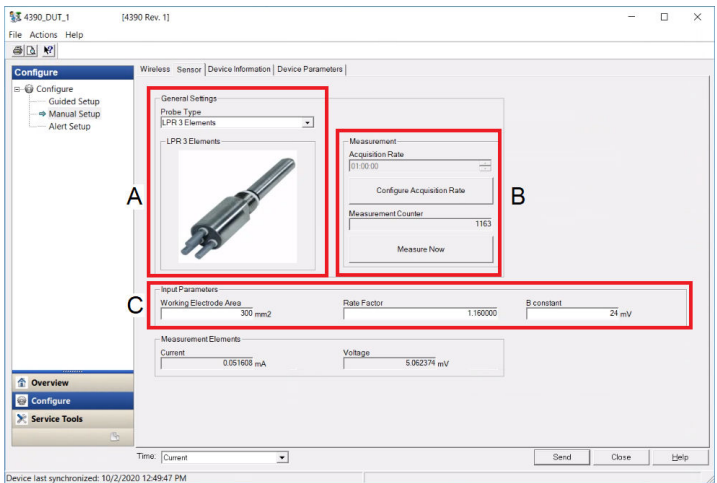 4390_DUT_1 [4390 Rev. 1]
File Actions Help
Configure
Configure
Guided Setup
Manual Setup
Alert Setup
Overview
Configure
Service Tools
Wireless Sensor Device Information Device Parameters
General Settings
Probe Type
LPR 3 Elements
LPR 3 Elements
A
Measurement
Acquisition Rate
01:00:00
Configure Acquisition Rate
Measurement Counter
1163
Measure Now
B
C
Input Parameters
Working Electrode Area Rate Factor B constant
300 mm2 1.160000 24 mV
Measurement Elements
Current Voltage
0.051608 mA 5.062374 mV
Time: Current Send Close Help
Device last synchronized: 10/2/2020 12:49:47 PM